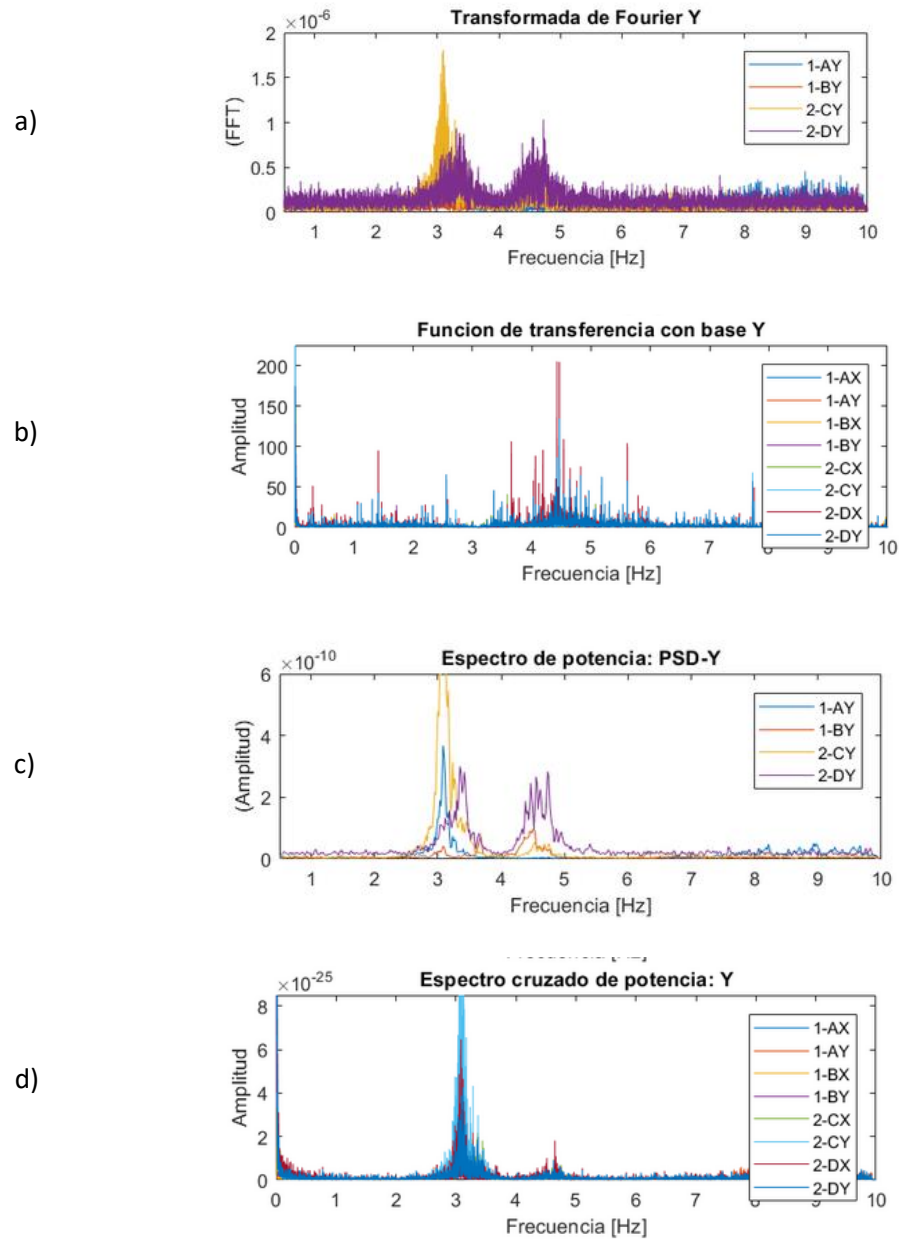 a)
Transformada de Fourier Y
×10^-6
2
1.5
1
0.5
0
(FFT)
1 2 3 4 5 6 7 8 9 10
Frecuencia [Hz]
1-AY
1-BY
2-CY
2-DY
b)
Funcion de transferencia con base Y
200
150
100
50
0
Amplitud
0 1 2 3 4 5 6 7 8 9 10
Frecuencia [Hz]
1-AX
1-AY
1-BX
1-BY
2-CX
2-CY
2-DX
2-DY
c)
Espectro de potencia: PSD-Y
×10^-10
6
4
2
0
(Amplitud)
1 2 3 4 5 6 7 8 9 10
Frecuencia [Hz]
1-AY
1-BY
2-CY
2-DY
d)
Espectro cruzado de potencia: Y
×10^-25
8
6
4
2
0
Amplitud
0 1 2 3 4 5 6 7 8 9 10
Frecuencia [Hz]
1-AX
1-AY
1-BX
1-BY
2-CX
2-CY
2-DX
2-DY